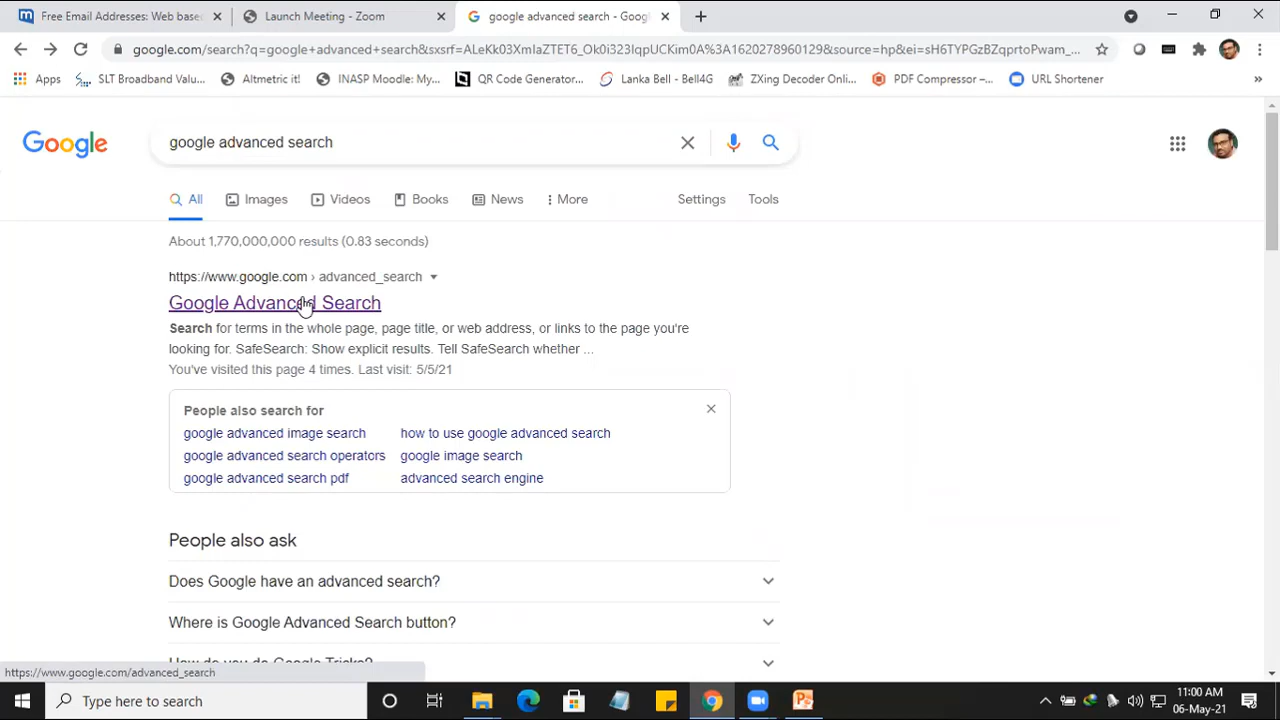 Free Email Addresses: Web base
Launch Meeting - Zoom
google advanced search - Goog
google.com/search?q=google+advanced+search&sxsrf=ALeKk03XmIaZTET6_Ok0i323IqpUCKim0A%3A1620278960129&source=hp&ei=sH6TYPGzBZqprtoPwam_...
Apps
SLT Broadband Valu...
Altmetric it!
INASP Moodle: My...
QR Code Generator...
Lanka Bell - Bell4G
ZXing Decoder Onli...
PDF Compressor –...
URL Shortener
»
Google
google advanced search
All
Images
Videos
Books
News
More
Settings
Tools
About 1,770,000,000 results (0.83 seconds)
https://www.google.com › advanced_search
Google Advanced Search
Search for terms in the whole page, page title, or web address, or links to the page you're
looking for. SafeSearch: Show explicit results. Tell SafeSearch whether ...
You've visited this page 4 times. Last visit: 5/5/21
People also search for
google advanced image search
how to use google advanced search
google advanced search operators
google image search
google advanced search pdf
advanced search engine
People also ask
Does Google have an advanced search?
Where is Google Advanced Search button?
How do you do Google Tricks?
https://www.google.com/advanced_search
Type here to search
11:00 AM
06-May-21